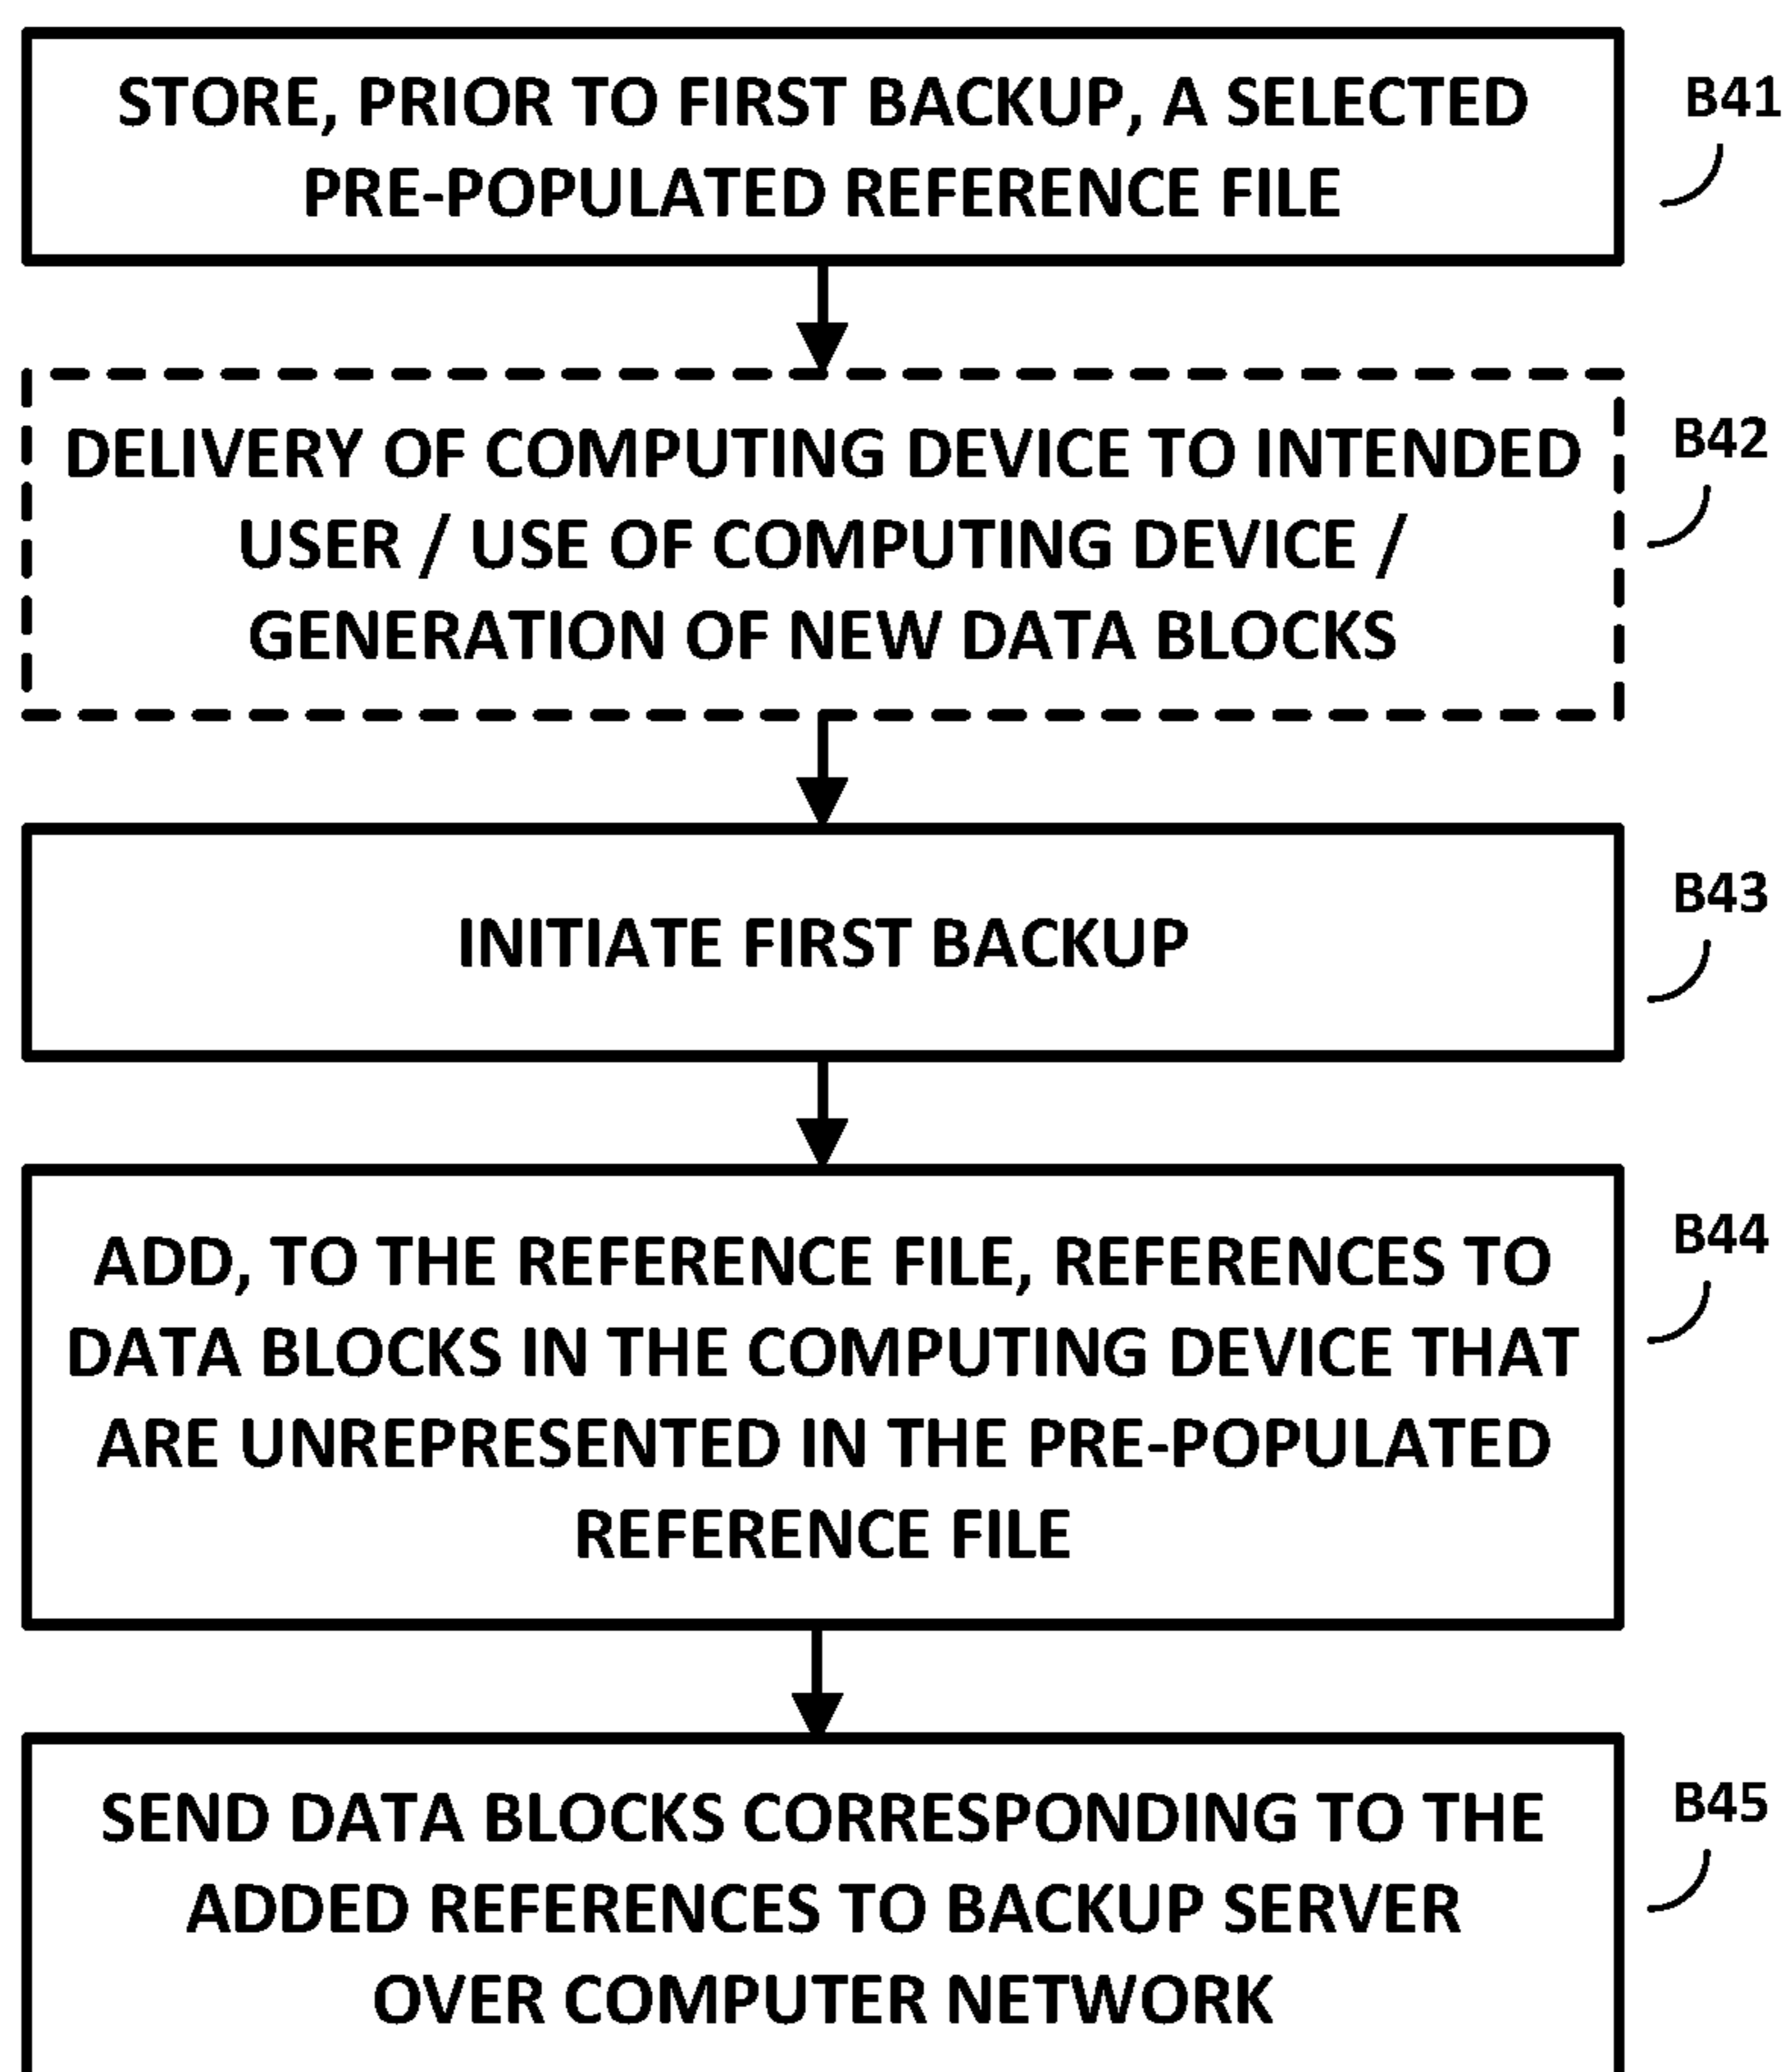 STORE, PRIOR TO FIRST BACKUP, A SELECTED
PRE-POPULATED REFERENCE FILE
B41
DELIVERY OF COMPUTING DEVICE TO INTENDED
USER / USE OF COMPUTING DEVICE /
GENERATION OF NEW DATA BLOCKS
B42
INITIATE FIRST BACKUP
B43
ADD, TO THE REFERENCE FILE, REFERENCES TO
DATA BLOCKS IN THE COMPUTING DEVICE THAT
ARE UNREPRESENTED IN THE PRE-POPULATED
REFERENCE FILE
B44
SEND DATA BLOCKS CORRESPONDING TO THE
ADDED REFERENCES TO BACKUP SERVER
OVER COMPUTER NETWORK
B45